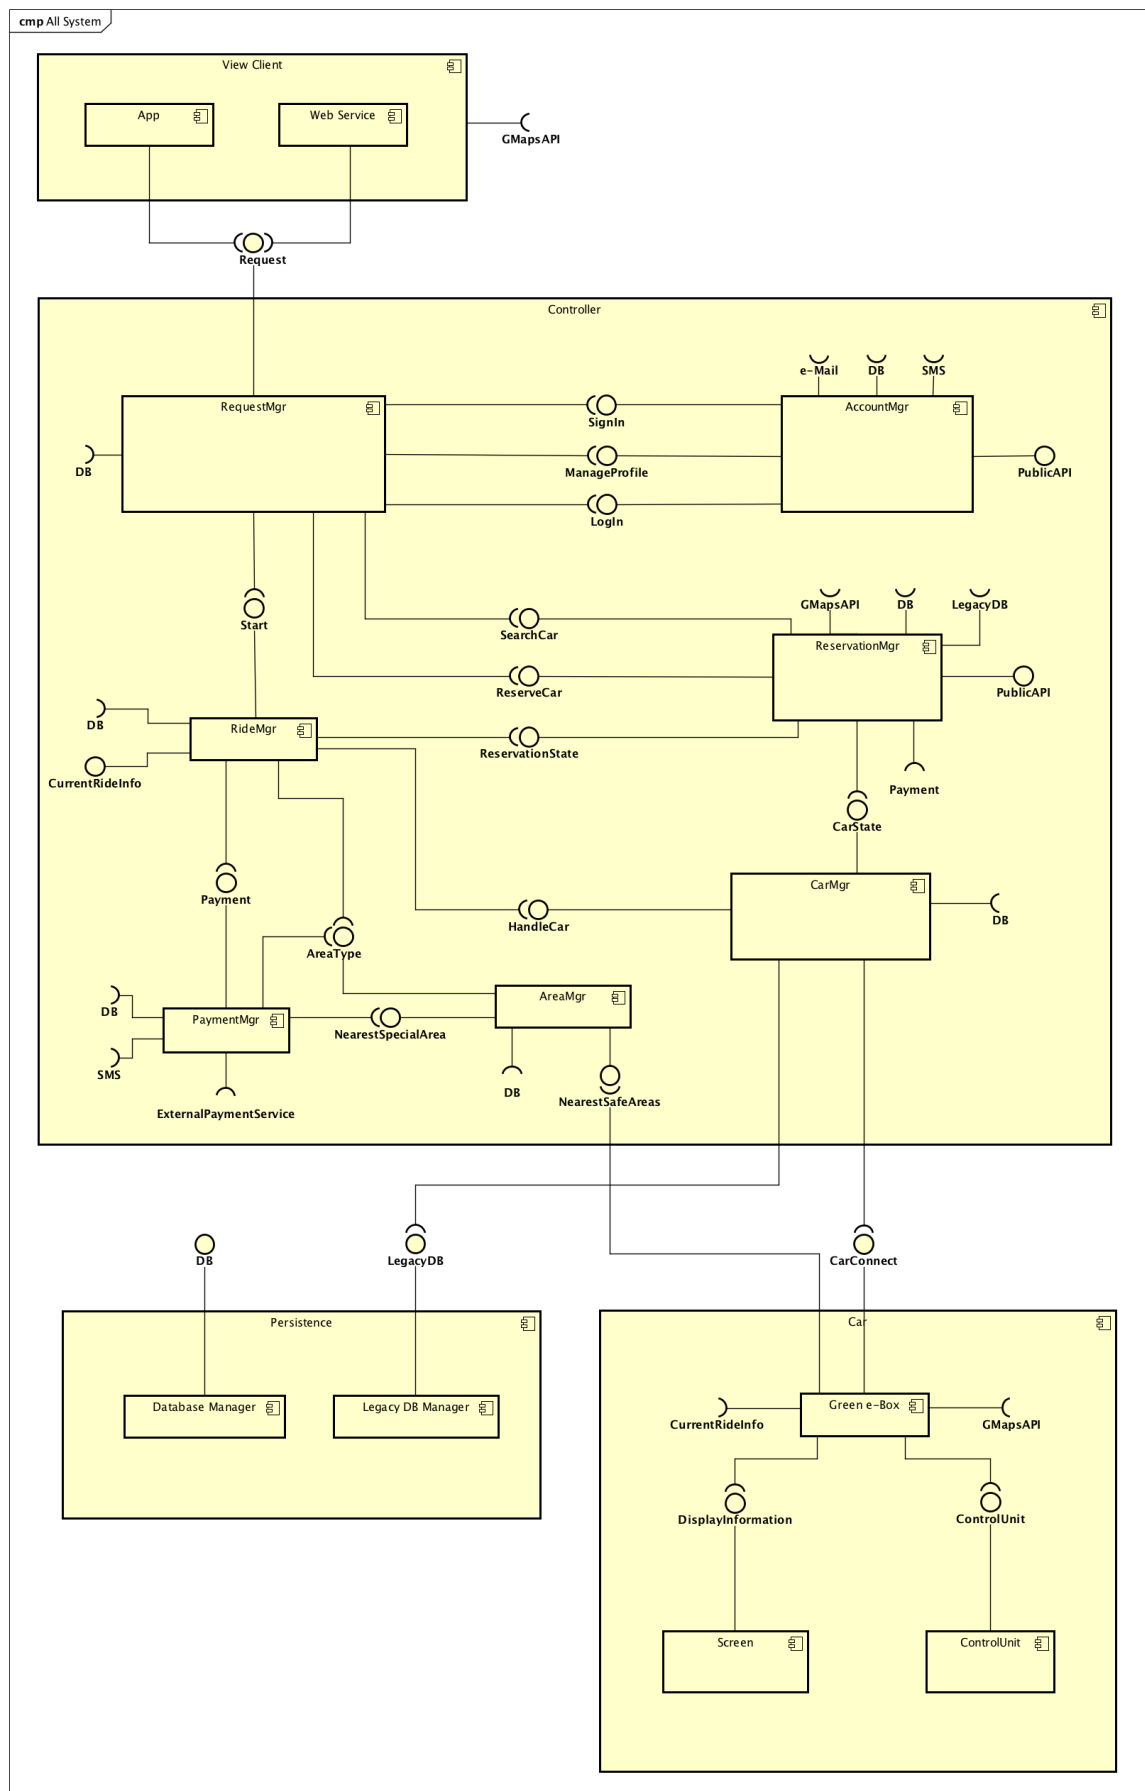 cmp All System
View Client
App
Web Service
GMapsAPI
Request
Controller
e-Mail
DB
SMS
RequestMgr
SignIn
AccountMgr
DB
ManageProfile
PublicAPI
LogIn
Start
SearchCar
GMapsAPI
DB
LegacyDB
ReservationMgr
ReserveCar
PublicAPI
DB
RideMgr
ReservationState
CurrentRideInfo
Payment
CarState
Payment
CarMgr
HandleCar
DB
AreaType
DB
PaymentMgr
NearestSpecialArea
AreaMgr
SMS
DB
NearestSafeAreas
ExternalPaymentService
DB
LegacyDB
CarConnect
Persistence
Car
Database Manager
Legacy DB Manager
Green e-Box
CurrentRideInfo
GMapsAPI
DisplayInformation
ControlUnit
Screen
ControlUnit